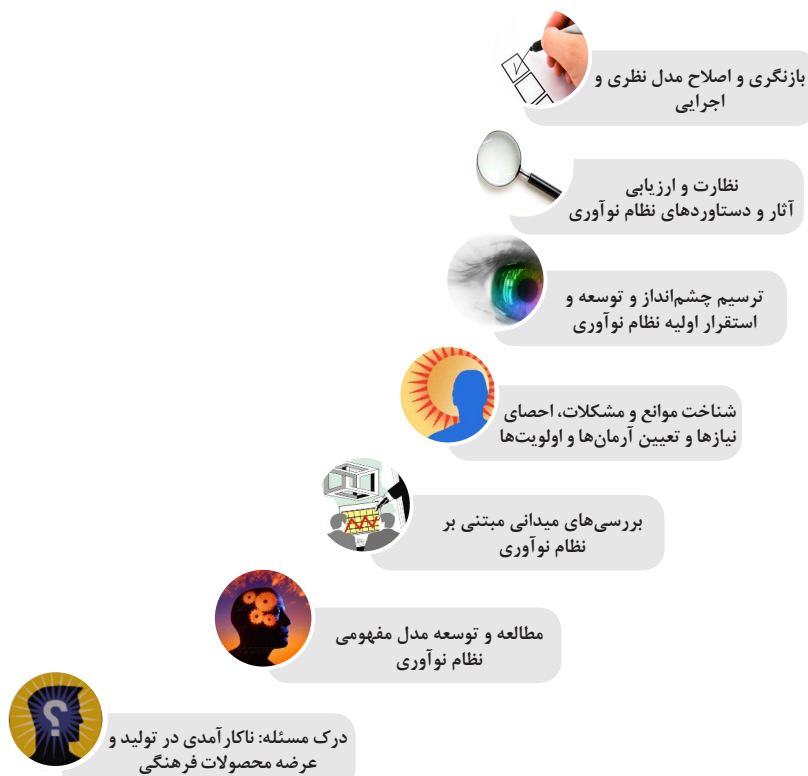 بازنگری و اصلاح مدل نظری و
اجرایی
نظارت و ارزیابی
آثار و دستاوردهای نظام نوآوری
ترسیم چشم‌انداز و توسعه و
استقرار اولیه نظام نوآوری
شناخت موانع و مشکلات، احصای
نیازها و تعیین آرمان‌ها و اولویت‌ها
بررسی‌های میدانی مبتنی بر
نظام نوآوری
مطالعه و توسعه مدل مفهومی
نظام نوآوری
درک مسئله: ناکارآمدی در تولید و
عرضه محصولات فرهنگی